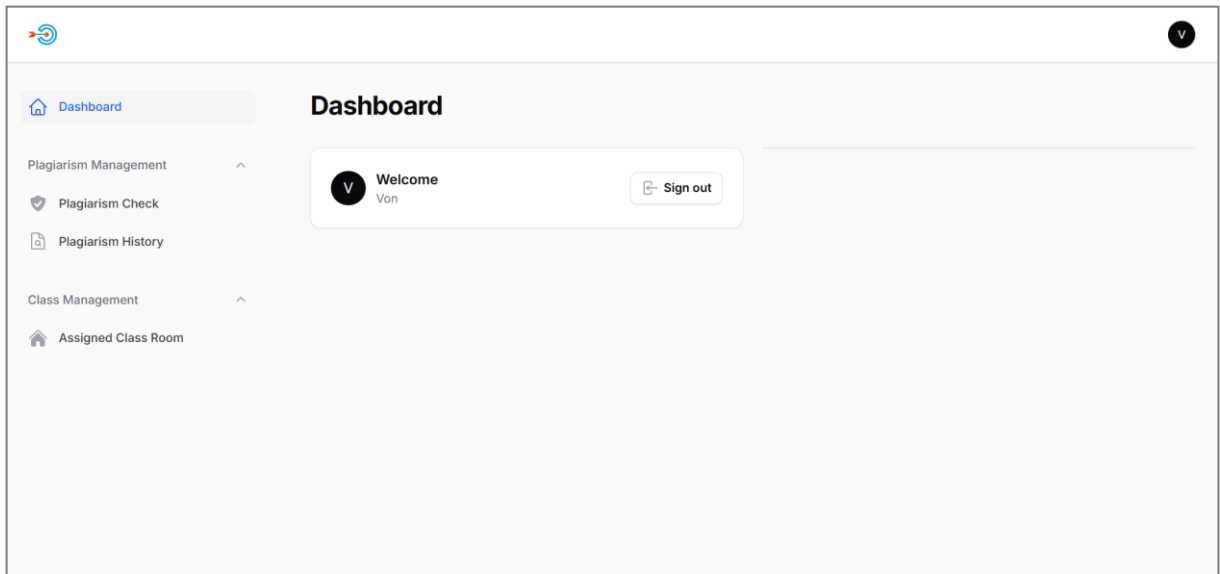 V
Dashboard
Plagiarism Management
Plagiarism Check
Plagiarism History
Class Management
Assigned Class Room
Dashboard
V
Welcome
Von
Sign out